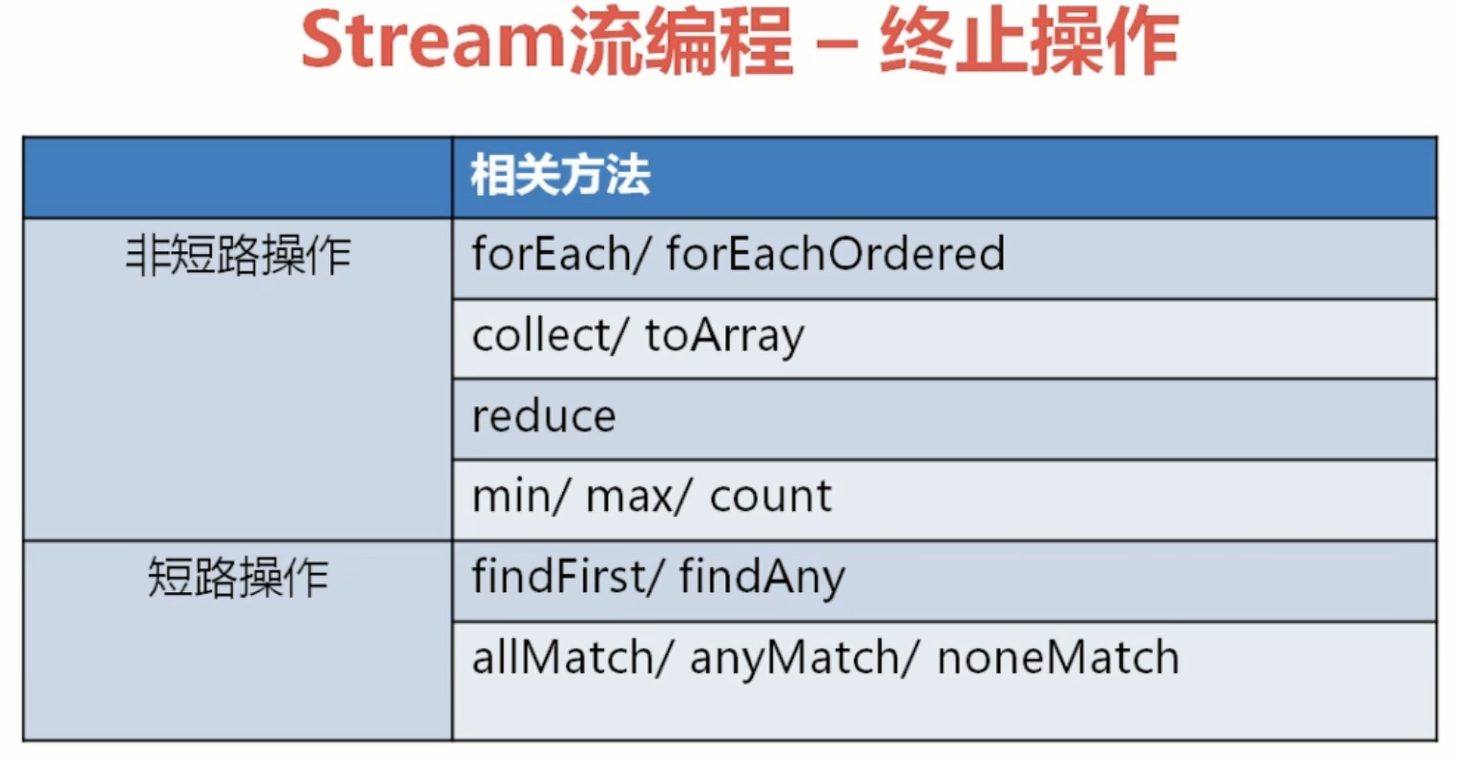 Stream流编程 – 终止操作
相关方法
非短路操作
forEach/ forEachOrdered
collect/ toArray
reduce
min/ max/ count
短路操作
findFirst/ findAny
allMatch/ anyMatch/ noneMatch